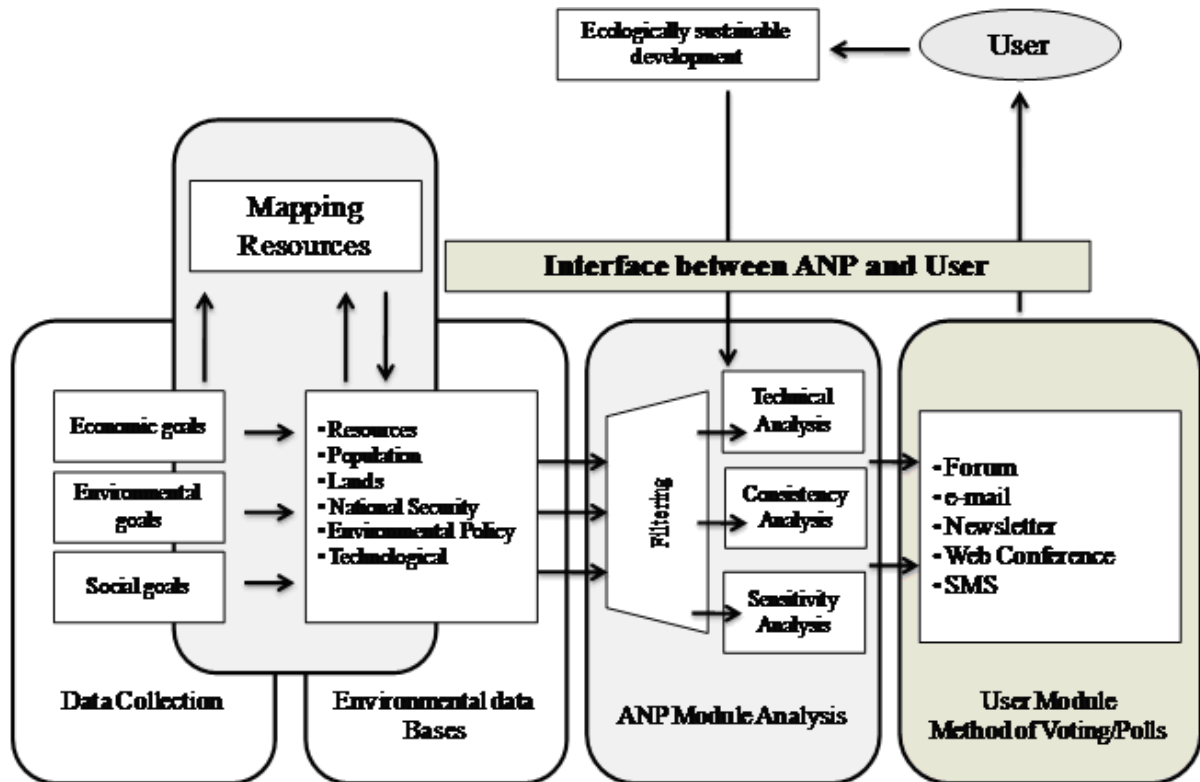 Ecologically sustainable
development
User
Mapping
Resources
Interface between ANP and User
Economic goals
Environmental
goals
Social goals
• Resources
• Population
• Lands
• National Security
• Environmental Policy
• Technological
Filtering
Technical
Analysis
Consistency
Analysis
Sensitivity
Analysis
• Forum
• e-mail
• Newsletter
• Web Conference
• SMS
Data Collection
Environmental data
Bases
ANP Module Analysis
User Module
Method of Voting/Polls